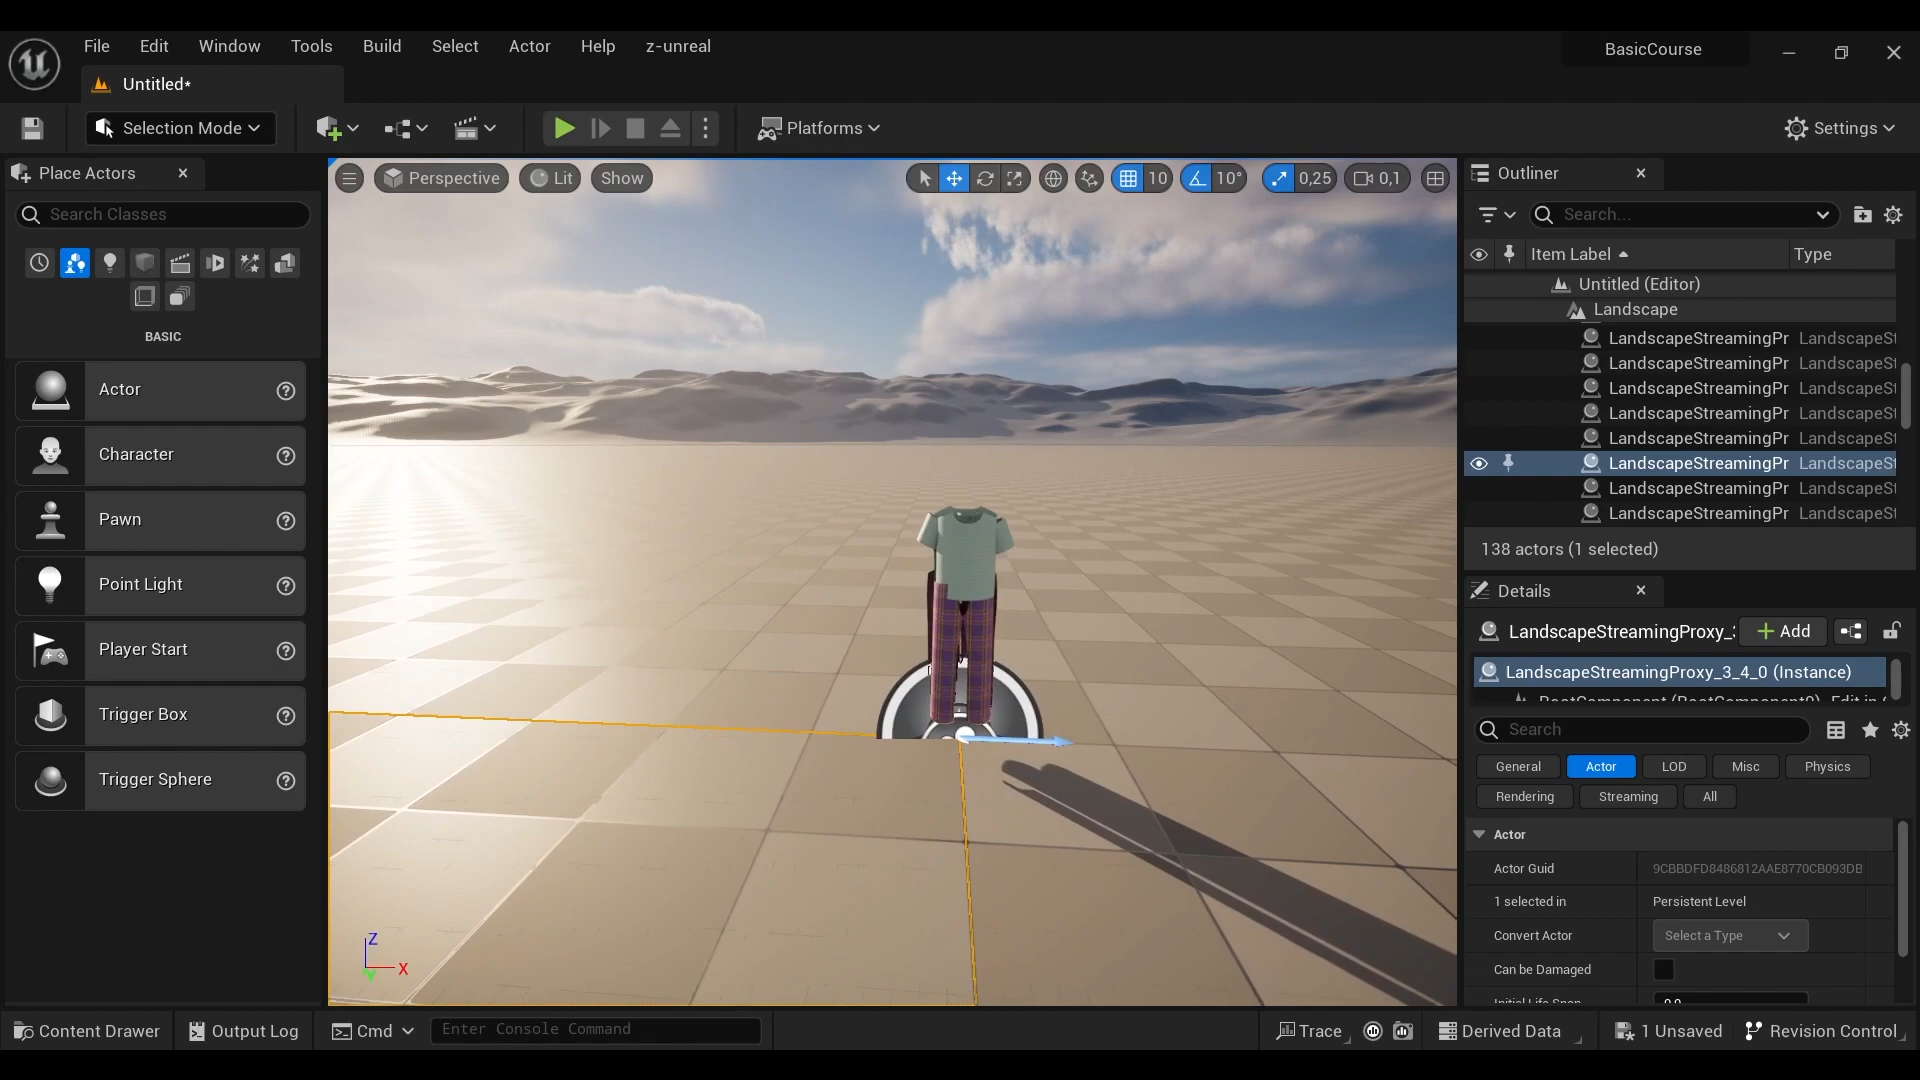 File Edit Window Tools Build Select Actor Help z-unreal
BasicCourse
Untitled*
Selection Mode
Platforms
Settings
Place Actors
Search Classes
BASIC
Actor
Character
Pawn
Point Light
Player Start
Trigger Box
Trigger Sphere
Perspective Lit Show
10 10° 0,25 0,1
Z
X
Y
Outliner
Search...
Item Label Type
Untitled (Editor)
Landscape
LandscapeStreamingPr LandscapeSt
LandscapeStreamingPr LandscapeSt
LandscapeStreamingPr LandscapeSt
LandscapeStreamingPr LandscapeSt
LandscapeStreamingPr LandscapeSt
LandscapeStreamingPr LandscapeSt
LandscapeStreamingPr LandscapeSt
LandscapeStreamingPr LandscapeSt
138 actors (1 selected)
Details
LandscapeStreamingProxy_ Add
LandscapeStreamingProxy_3_4_0 (Instance)
Search
General Actor LOD Misc Physics
Rendering Streaming All
Actor
Actor Guid 9CBBDFD8486812AAE8770CB093DB
1 selected in Persistent Level
Convert Actor Select a Type
Can be Damaged
Content Drawer Output Log Cmd Enter Console Command
Trace Derived Data 1 Unsaved Revision Control